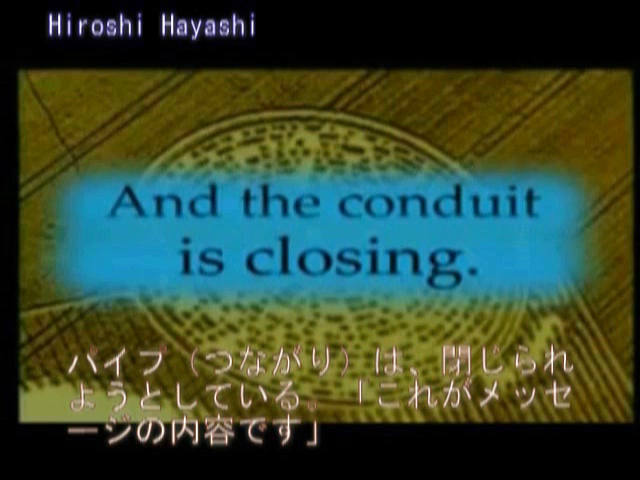 Hiroshi Hayashi
And the conduit
is closing.
パイプ（つながり）は、閉じられ
ようとしている。「これがメッセ
ージの内容です」